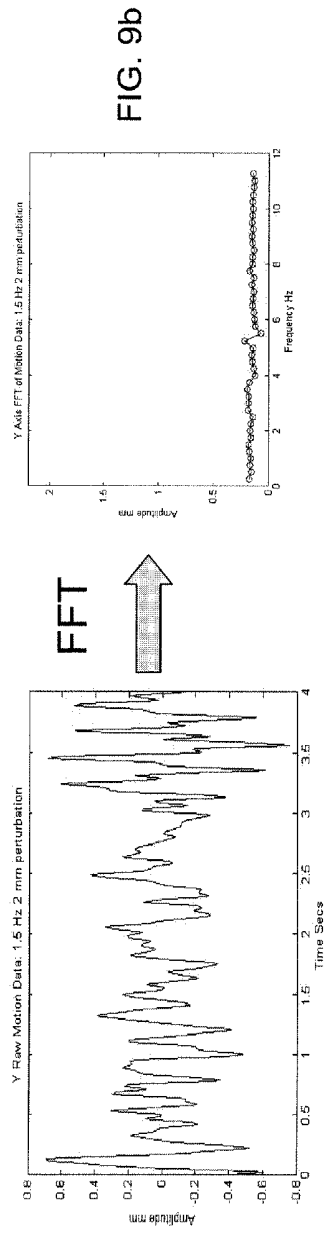 Y Raw Motion Data: 1.5 Hz 2 mm perturbation
Amplitude mm
0.8
0.6
0.4
0.2
0
-0.2
-0.4
-0.6
-0.8
0 0.5 1 1.5 2 2.5 3 3.5 4
Time Secs
FFT
Y Axis FFT of Motion Data: 1.5 Hz 2 mm perturbation
Amplitude mm
2
1.5
1
0.5
0
0 2 4 6 8 10 12
Frequency Hz
FIG. 9b